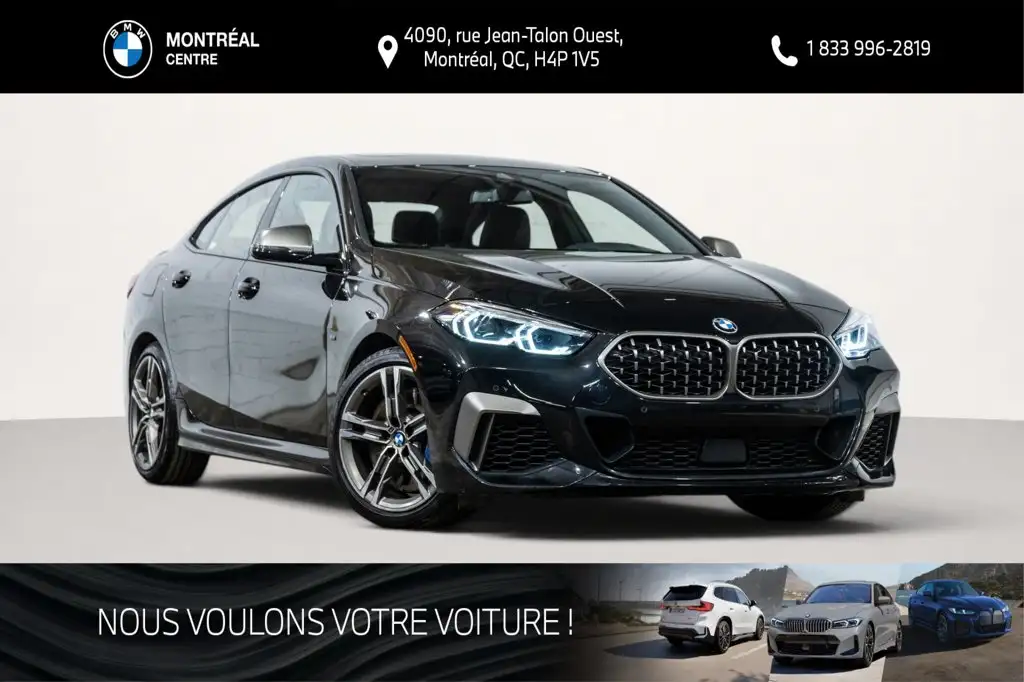 BMW
MONTRÉAL
CENTRE
4090, rue Jean-Talon Ouest,
Montréal, QC, H4P 1V5
1 833 996-2819
NOUS VOULONS VOTRE VOITURE !